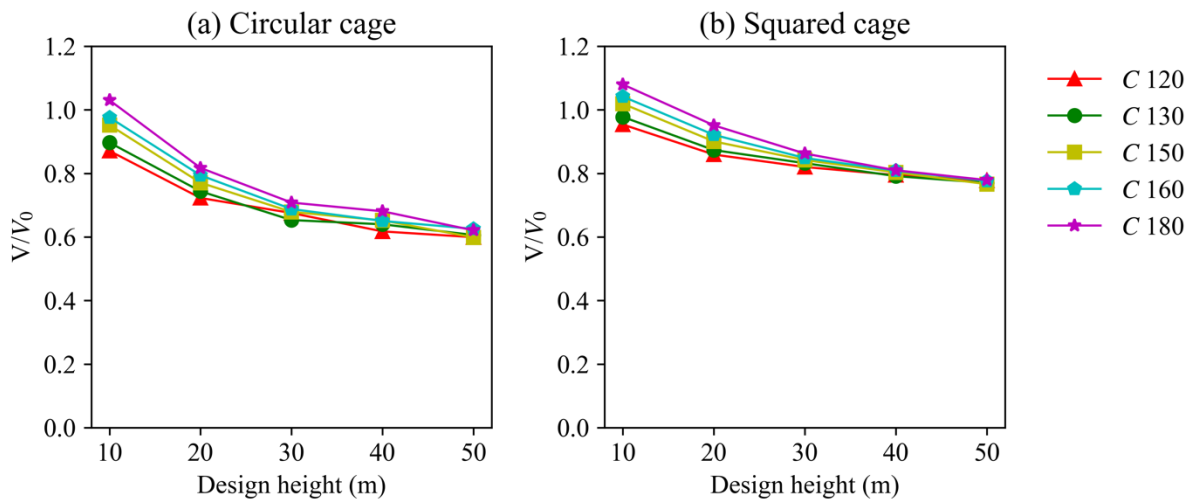 (a) Circular cage
1.2
1.0
0.8
0.6
0.4
0.2
0.0
V/V0
10 20 30 40 50
Design height (m)
(b) Squared cage
1.2
1.0
0.8
0.6
0.4
0.2
0.0
V/V0
10 20 30 40 50
Design height (m)
C 120
C 130
C 150
C 160
C 180